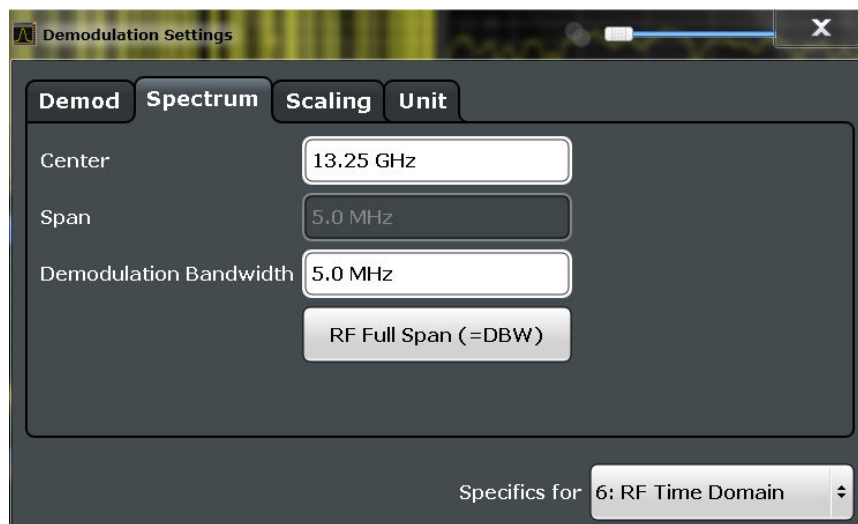 Demodulation Settings
X
Demod Spectrum Scaling Unit
Center 13.25 GHz
Span 5.0 MHz
Demodulation Bandwidth 5.0 MHz
RF Full Span (=DBW)
Specifics for 6: RF Time Domain